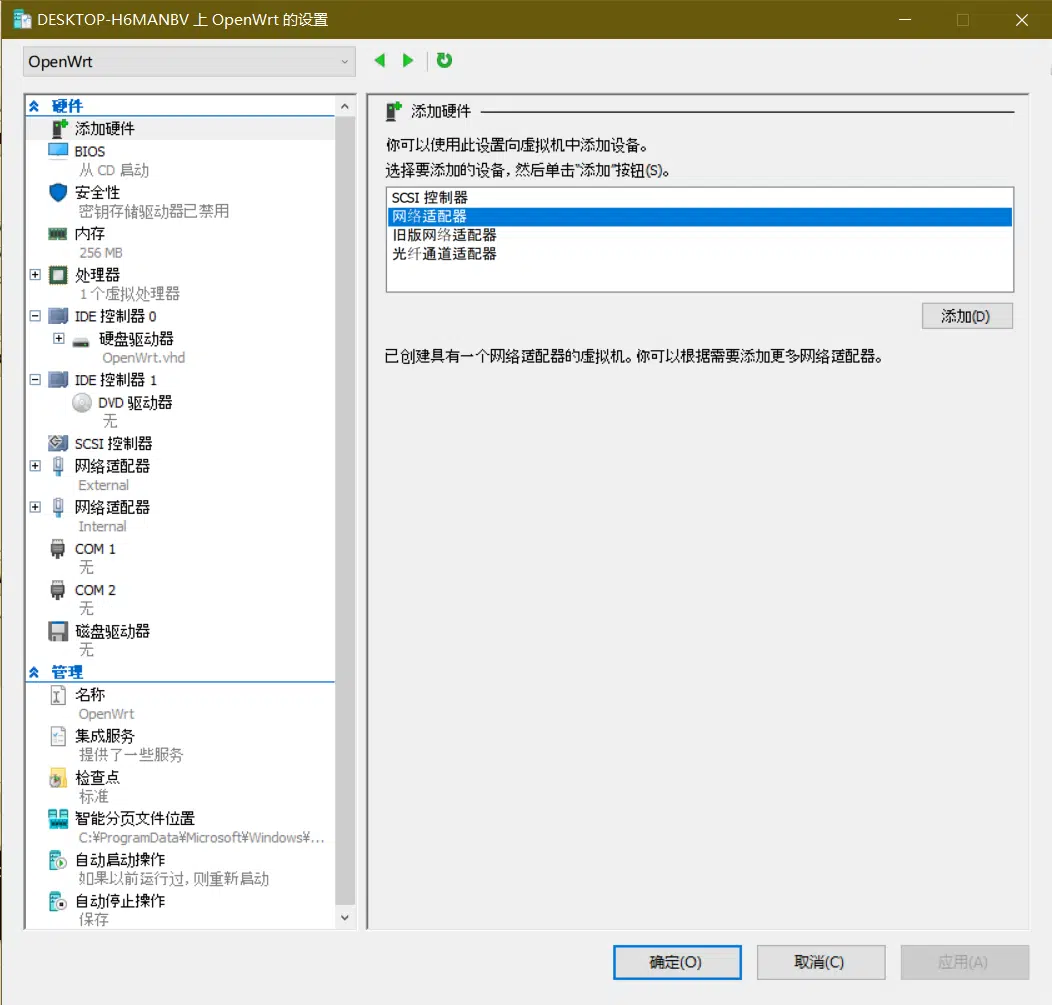 DESKTOP-H6MANBV 上 OpenWrt 的设置
OpenWrt
硬件
添加硬件
BIOS
从 CD 启动
安全性
密钥存储驱动器已禁用
内存
256 MB
处理器
1 个虚拟处理器
IDE 控制器 0
硬盘驱动器
OpenWrt.vhd
IDE 控制器 1
DVD 驱动器
无
SCSI 控制器
网络适配器
External
网络适配器
Internal
COM 1
无
COM 2
无
磁盘驱动器
无
管理
名称
OpenWrt
集成服务
提供了一些服务
检查点
标准
智能分页文件位置
C:¥ProgramData¥Microsoft¥Windows¥...
自动启动操作
如果以前运行过, 则重新启动
自动停止操作
保存
添加硬件
你可以使用此设置向虚拟机中添加设备。
选择要添加的设备, 然后单击"添加"按钮(S)。
SCSI 控制器
网络适配器
旧版网络适配器
光纤通道适配器
添加(D)
已创建具有一个网络适配器的虚拟机。你可以根据需要添加更多网络适配器。
确定(O)
取消(C)
应用(A)